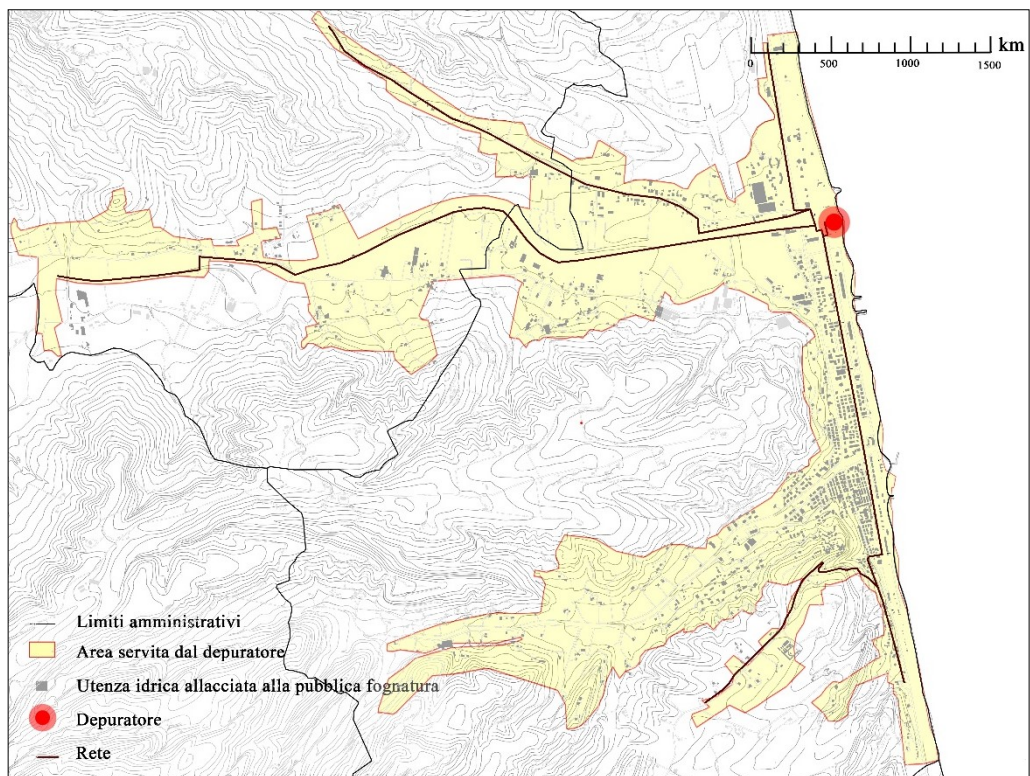 km
0 500 1000 1500
Limiti amministrativi
Area servita dal depuratore
Utenza idrica allacciata alla pubblica fognatura
Depuratore
Rete